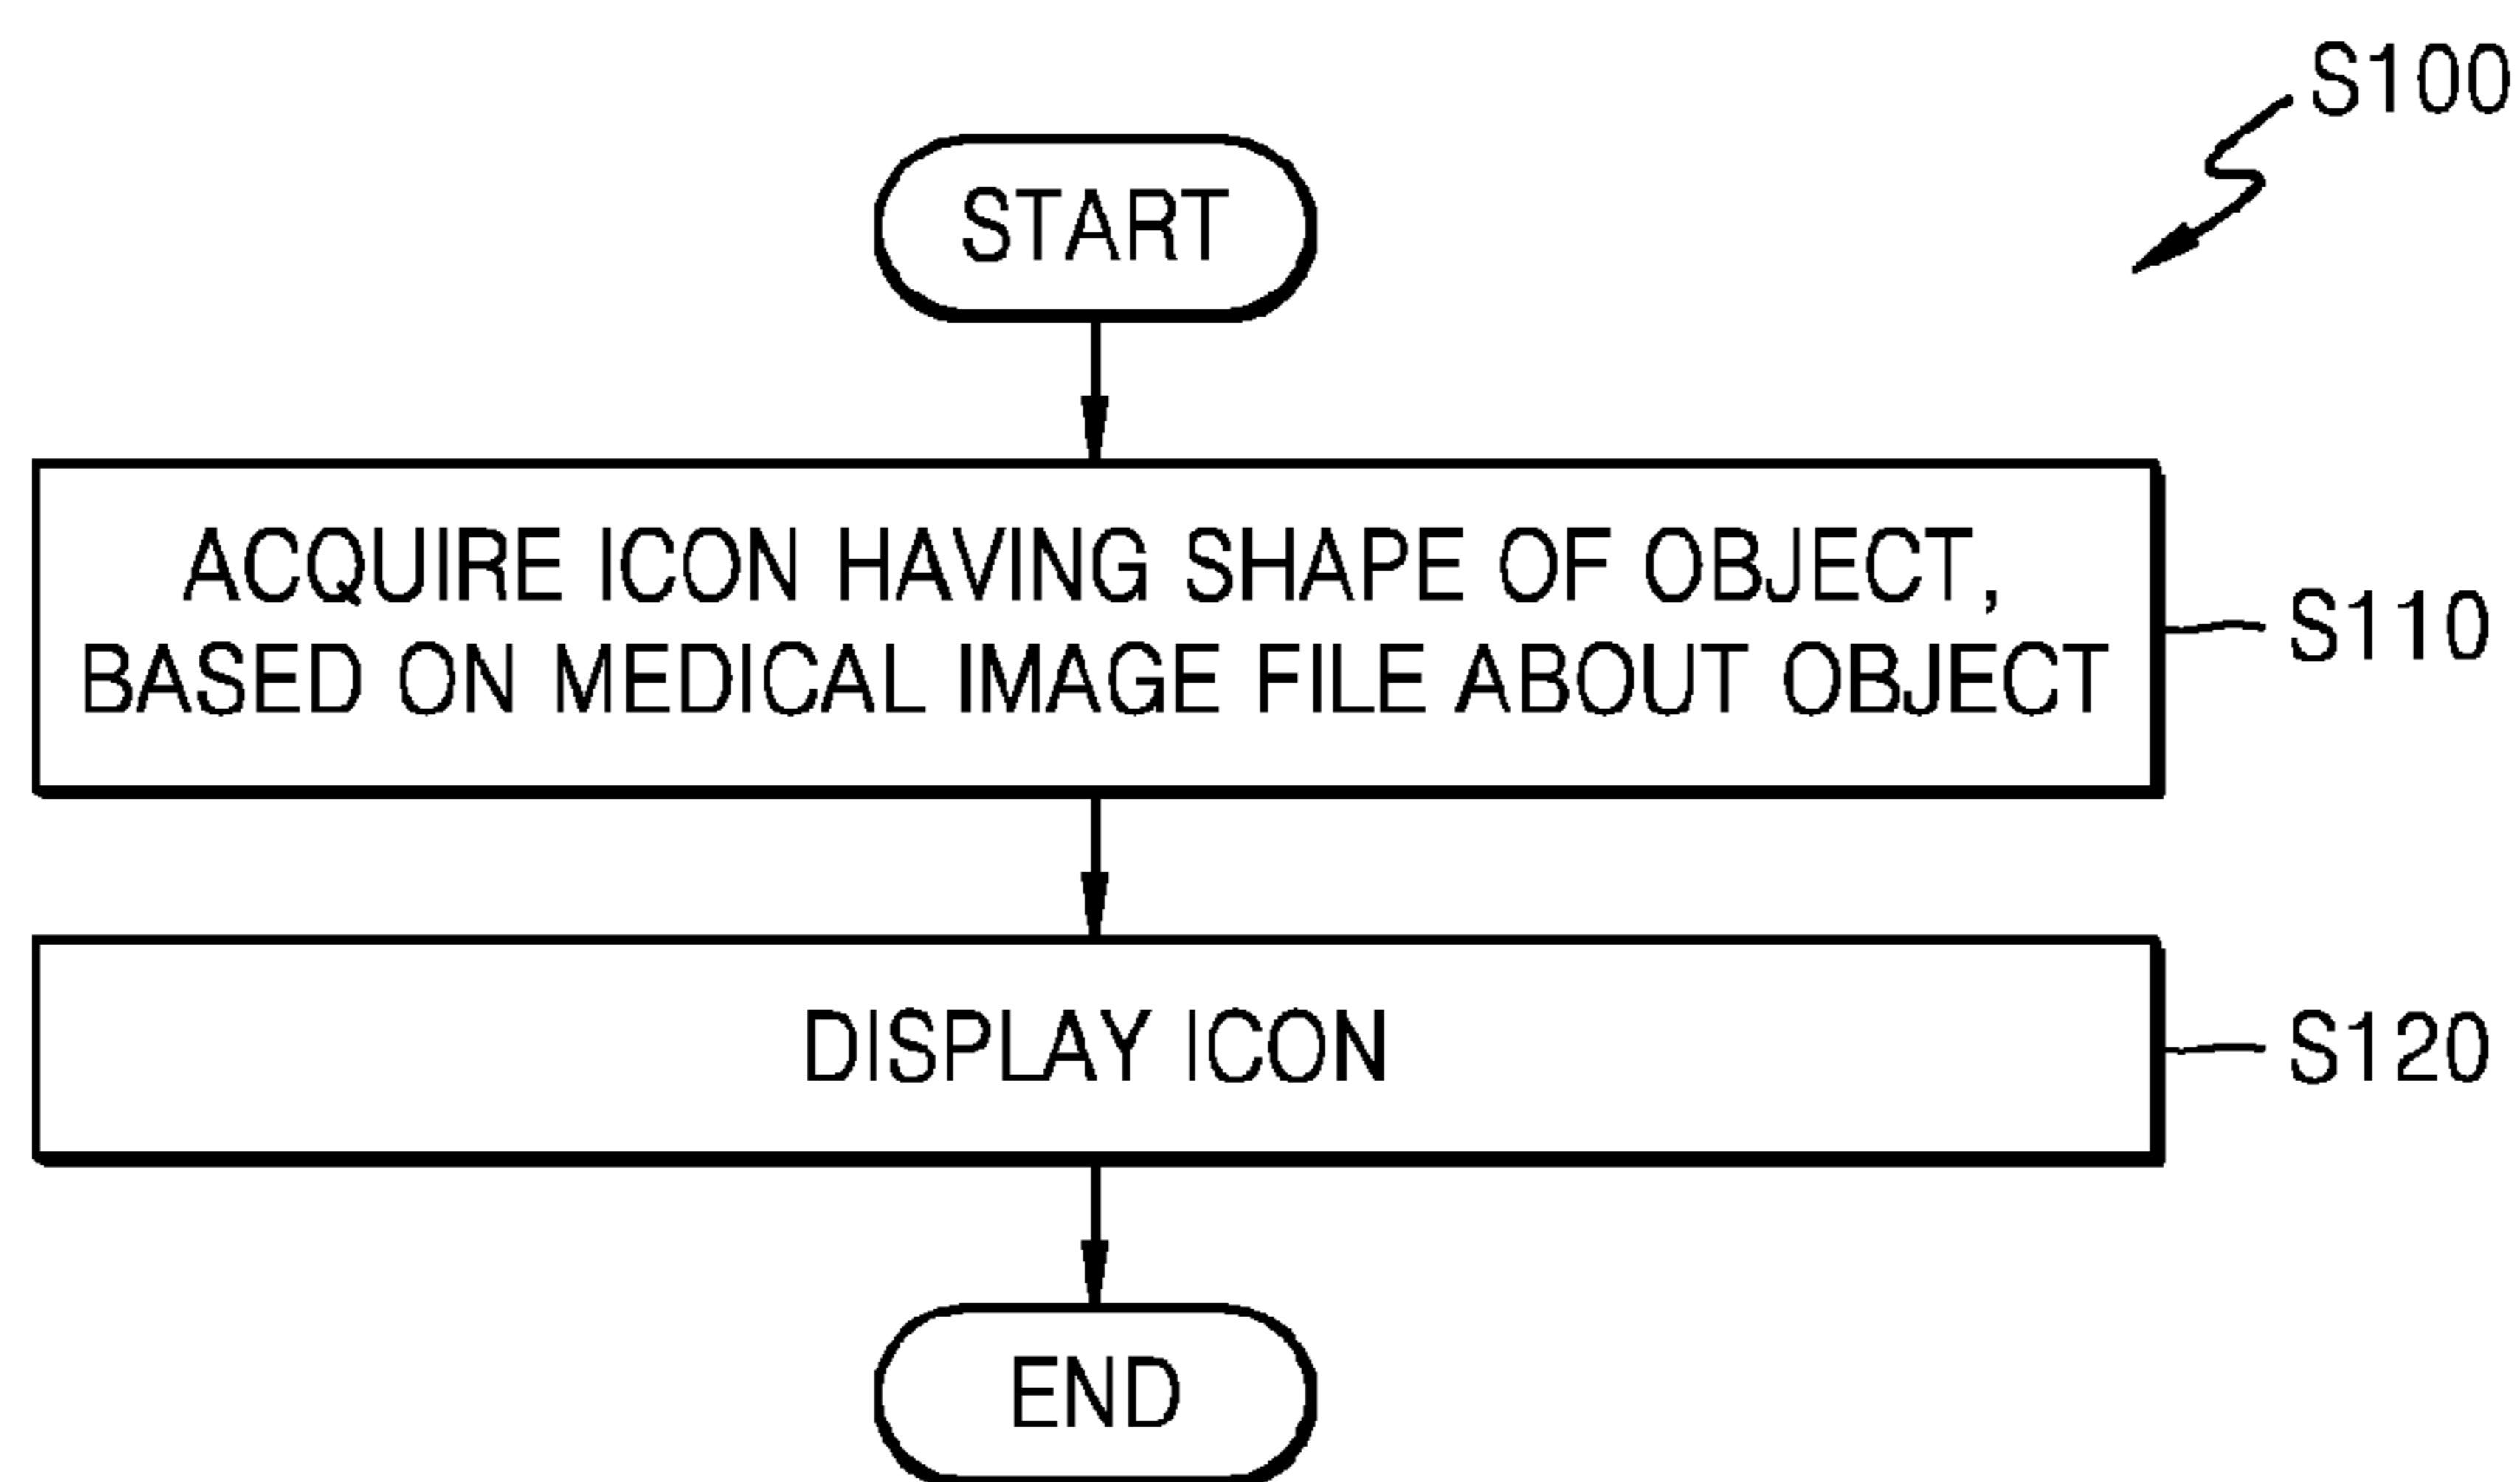 S100
START
ACQUIRE ICON HAVING SHAPE OF OBJECT,
BASED ON MEDICAL IMAGE FILE ABOUT OBJECT
S110
DISPLAY ICON
S120
END